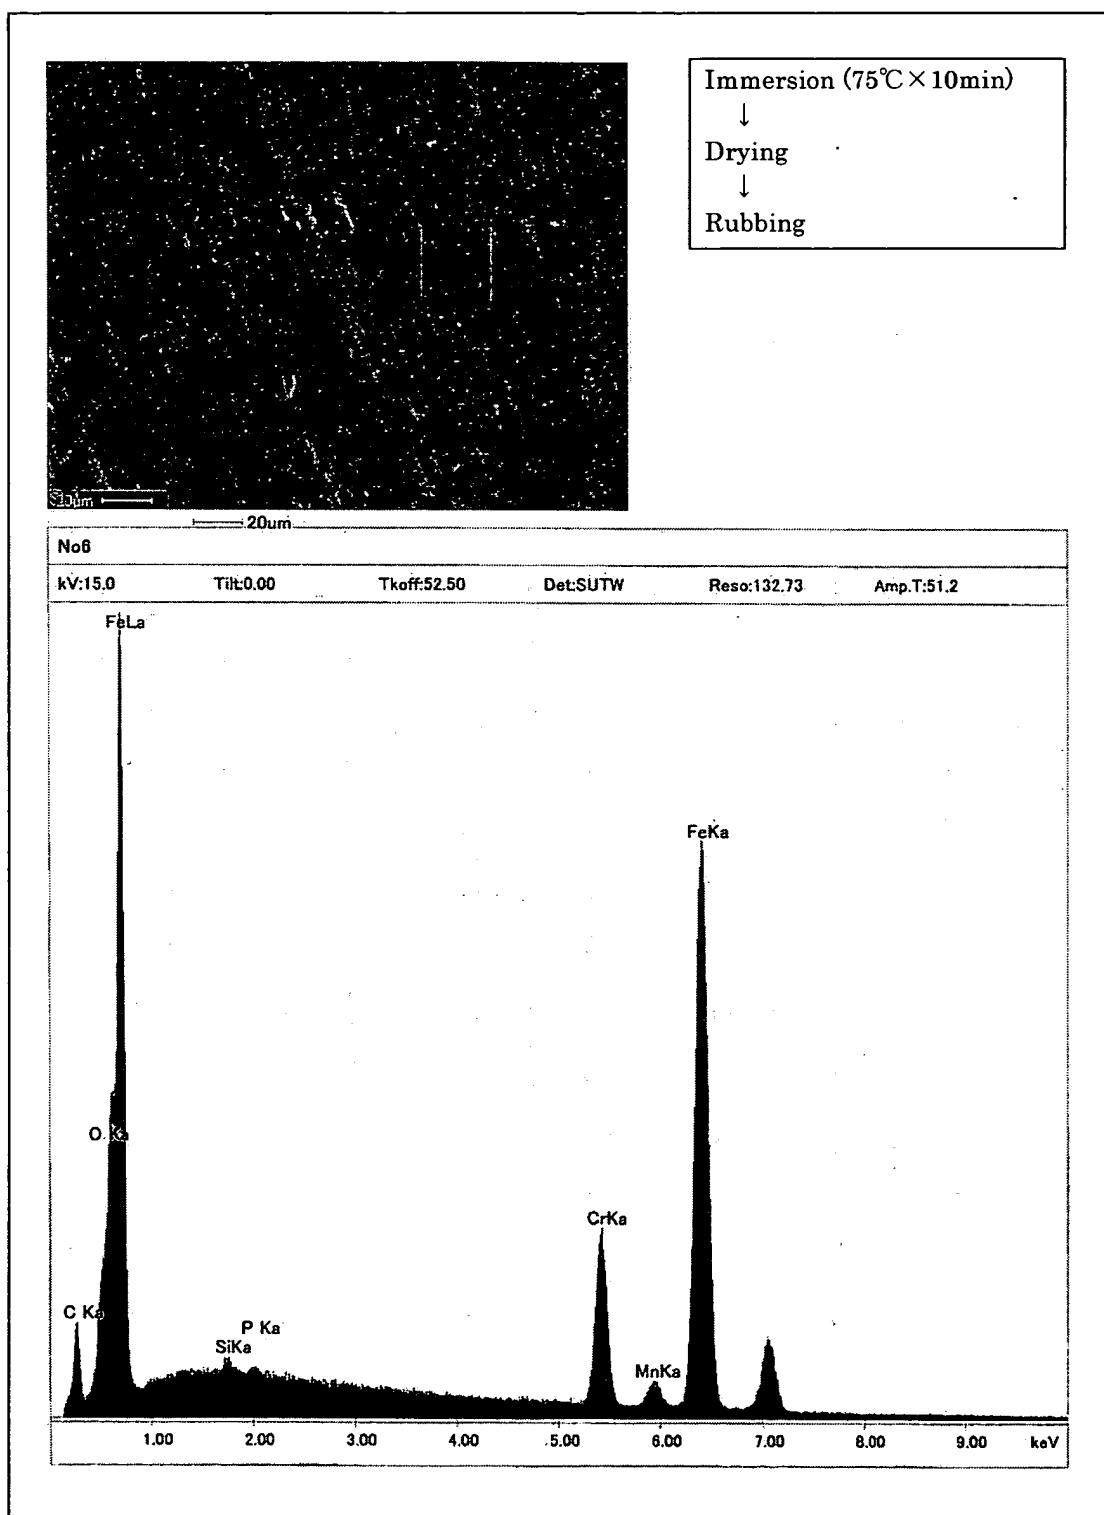 Immersion (75℃×10min)
↓
Drying
↓
Rubbing
20um
No6
kV:15.0 Tilt:0.00 Tkoff:52.50 Det:SUTW Reso:132.73 Amp.T:51.2
FeLa
FeKa
O Ka
CrKa
C Ka
P Ka
SiKa
MnKa
1.00 2.00 3.00 4.00 5.00 6.00 7.00 8.00 9.00 keV